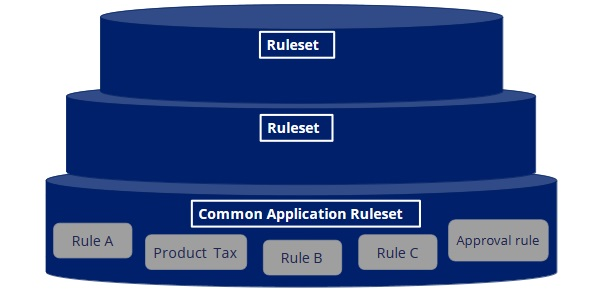 Ruleset
Ruleset
Common Application Ruleset
Rule A
Product Tax
Rule B
Rule C
Approval rule